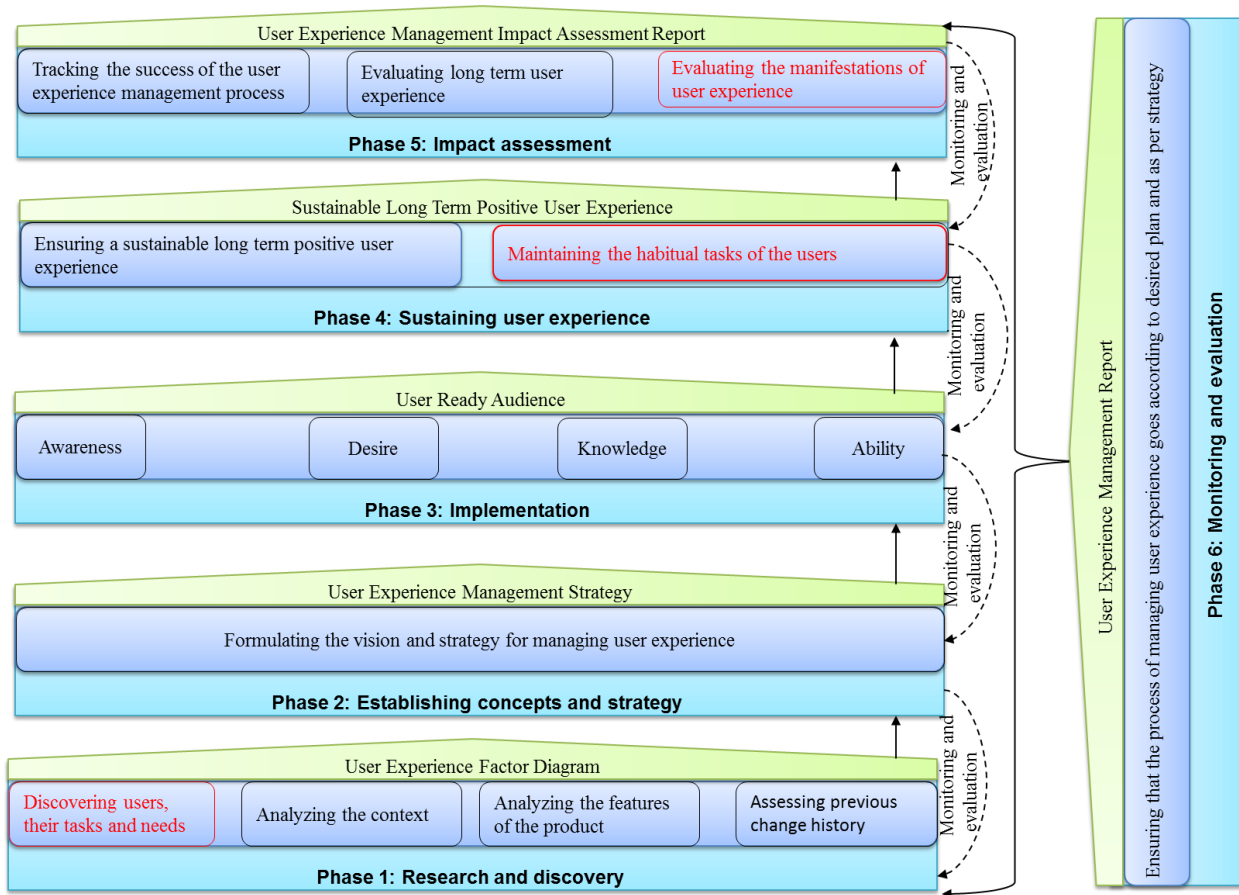 User Experience Management Impact Assessment Report
Tracking the success of the user
experience management process
Evaluating long term user
experience
Evaluating the manifestations of
user experience
Phase 5: Impact assessment
Monitoring and
evaluation
Sustainable Long Term Positive User Experience
Ensuring a sustainable long term positive user
experience
Maintaining the habitual tasks of the users
Phase 4: Sustaining user experience
Monitoring and
evaluation
User Ready Audience
Awareness
Desire
Knowledge
Ability
Phase 3: Implementation
Monitoring and
evaluation
User Experience Management Strategy
Formulating the vision and strategy for managing user experience
Phase 2: Establishing concepts and strategy
Monitoring and
evaluation
User Experience Factor Diagram
Discovering users,
their tasks and needs
Analyzing the context
Analyzing the features
of the product
Assessing previous
change history
Phase 1: Research and discovery
User Experience Management Report
Ensuring that the process of managing user experience goes according to desired plan and as per strategy
Phase 6: Monitoring and evaluation